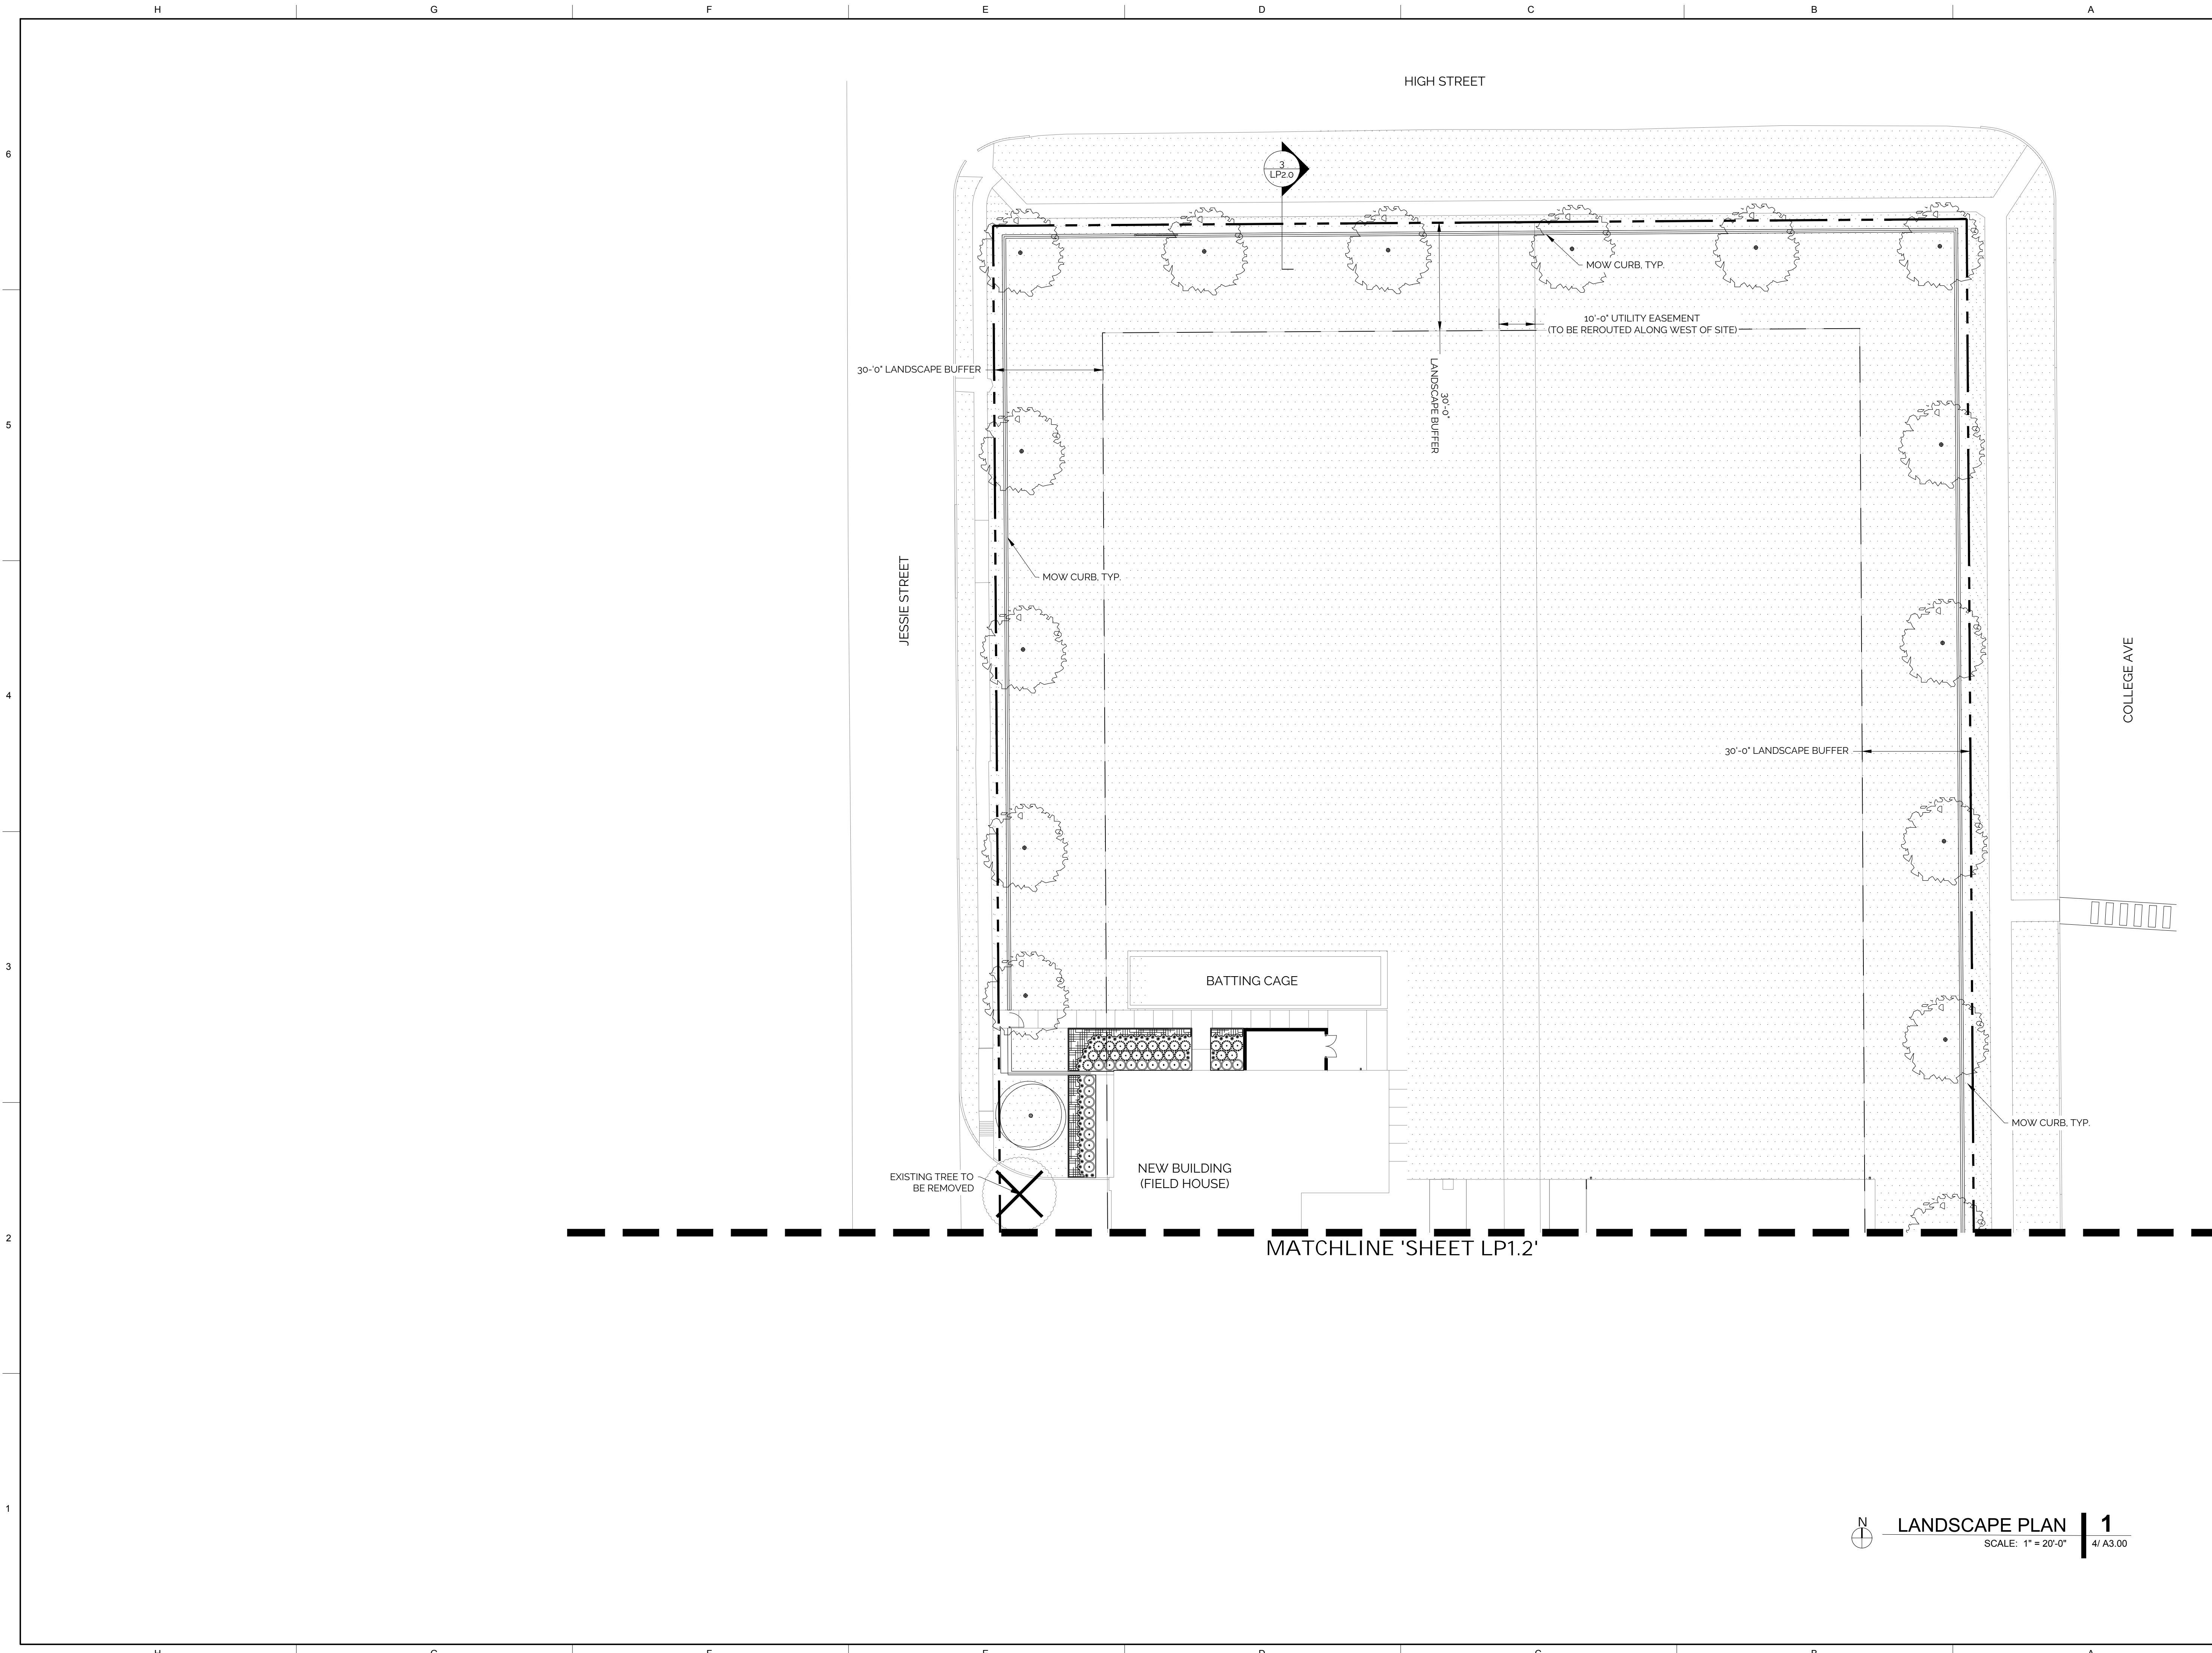 H G F E D C B A
HIGH STREET
6
3
LP2.0
MOW CURB, TYP.
10'-0" UTILITY EASEMENT
(TO BE REROUTED ALONG WEST OF SITE)
30-'0" LANDSCAPE BUFFER
30'-0"
LANDSCAPE BUFFER
5
MOW CURB, TYP.
JESSIE STREET
COLLEGE AVE
4
30'-0" LANDSCAPE BUFFER
3
BATTING CAGE
MOW CURB, TYP.
NEW BUILDING
(FIELD HOUSE)
EXISTING TREE TO
BE REMOVED
2
MATCHLINE 'SHEET LP1.2'
1
N
LANDSCAPE PLAN
1
SCALE: 1" = 20'-0"
4/ A3.00